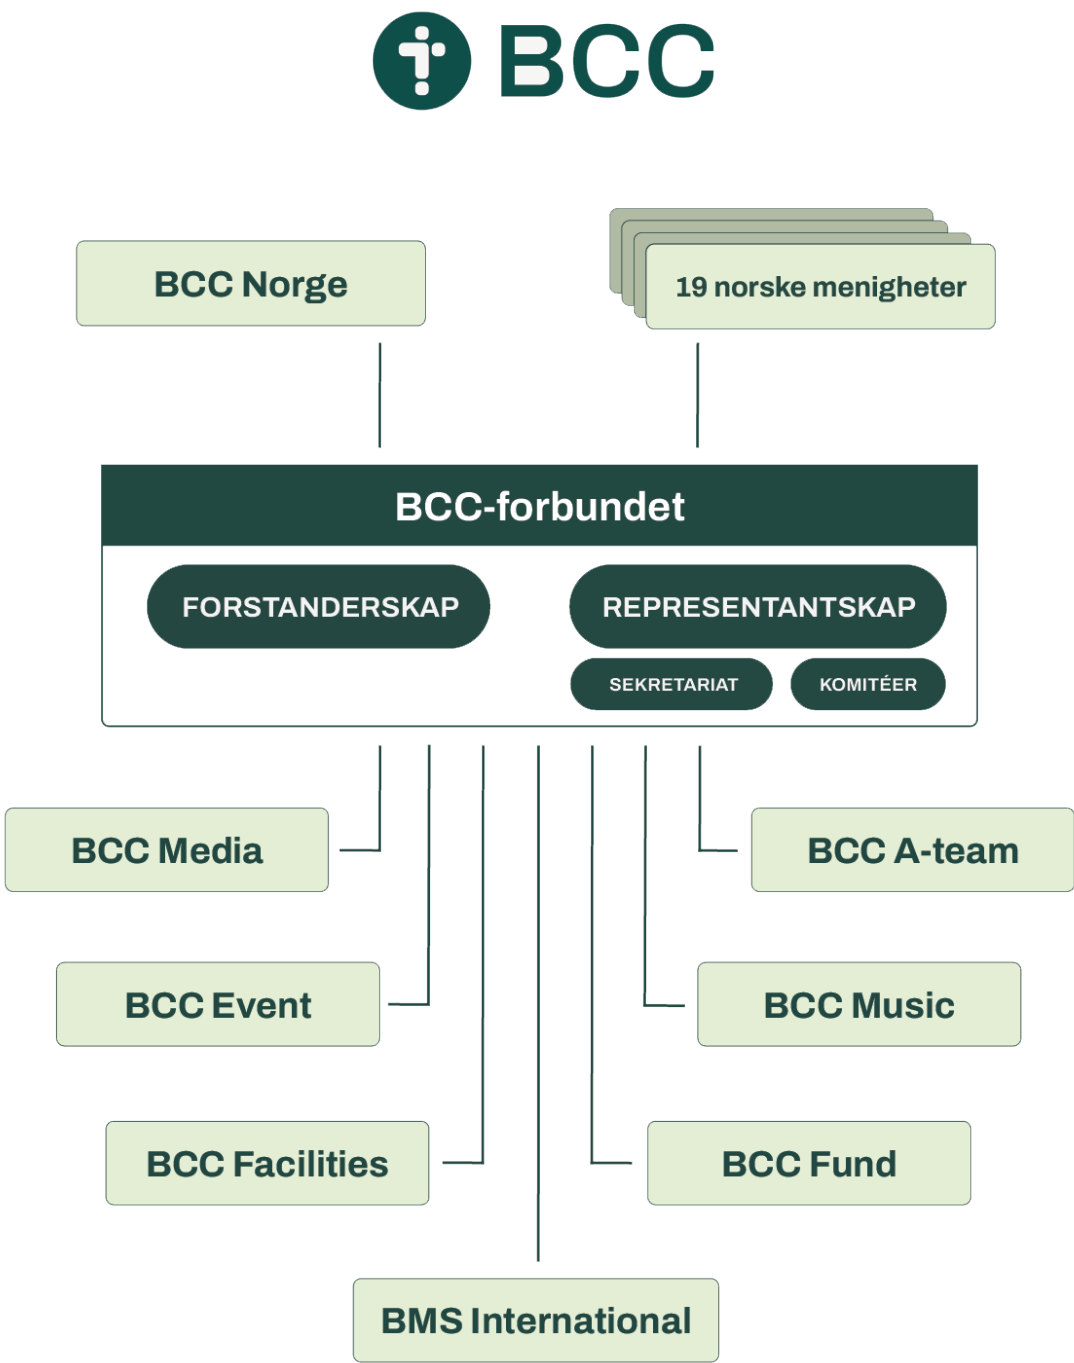 BCC
BCC Norge
19 norske menigheter
BCC-forbundet
FORSTANDERSKAP
REPRESENTANTSKAP
SEKRETARIAT
KOMITÉER
BCC Media
BCC A-team
BCC Event
BCC Music
BCC Facilities
BCC Fund
BMS International